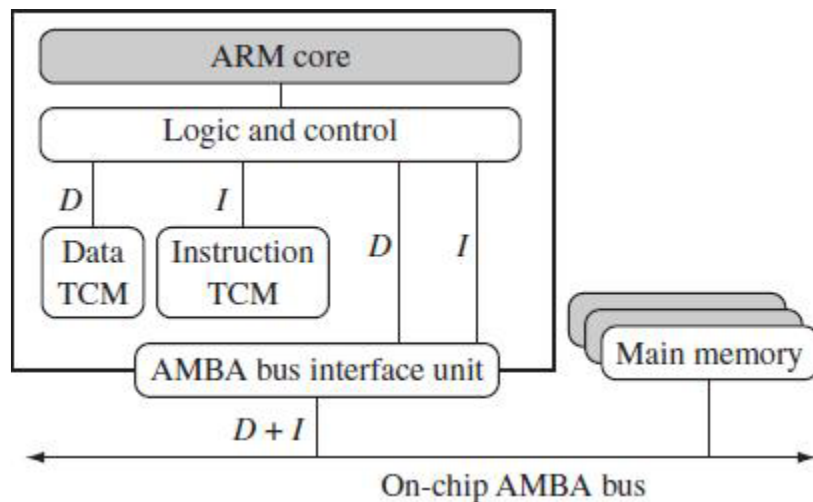 ARM core
Logic and control
D
I
D
I
Data
TCM
Instruction
TCM
Main memory
AMBA bus interface unit
D + I
On-chip AMBA bus